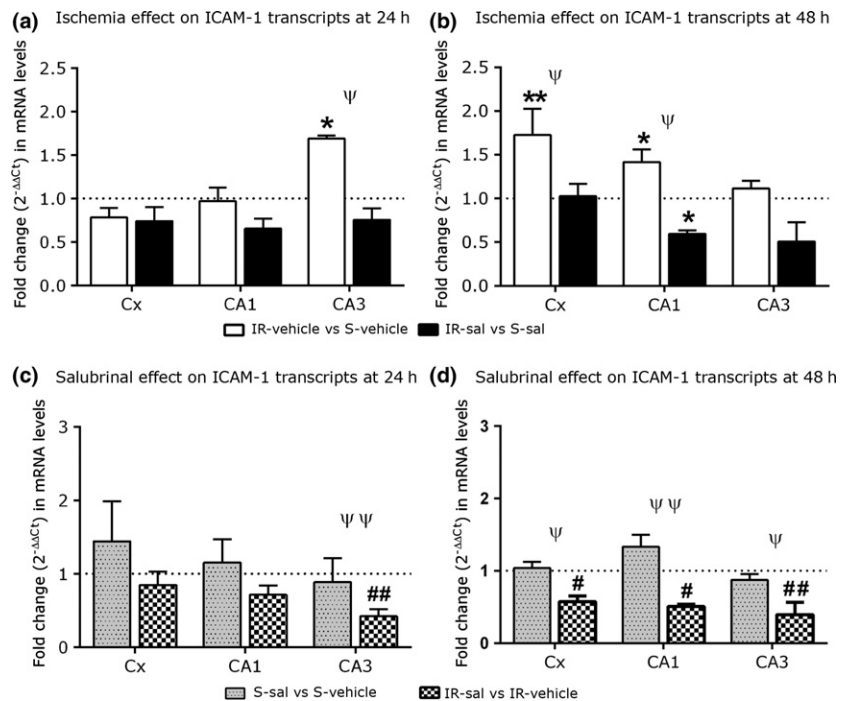 (a) Ischemia effect on ICAM-1 transcripts at 24 h
Fold change (2^-ΔΔCt) in mRNA levels
2.5
2.0
1.5
1.0
0.5
0.0
ψ
*
Cx CA1 CA3
(b) Ischemia effect on ICAM-1 transcripts at 48 h
Fold change (2^-ΔΔCt) in mRNA levels
2.5
2.0
1.5
1.0
0.5
0.0
ψ
**
ψ
*
*
Cx CA1 CA3
IR-vehicle vs S-vehicle IR-sal vs S-sal
(c) Salubrinal effect on ICAM-1 transcripts at 24 h
Fold change (2^-ΔΔCt) in mRNA levels
3
2
1
0
ψ ψ
##
Cx CA1 CA3
(d) Salubrinal effect on ICAM-1 transcripts at 48 h
Fold change (2^-ΔΔCt) in mRNA levels
3
2
1
0
ψ ψ ψ ψ
# # ##
Cx CA1 CA3
S-sal vs S-vehicle IR-sal vs IR-vehicle